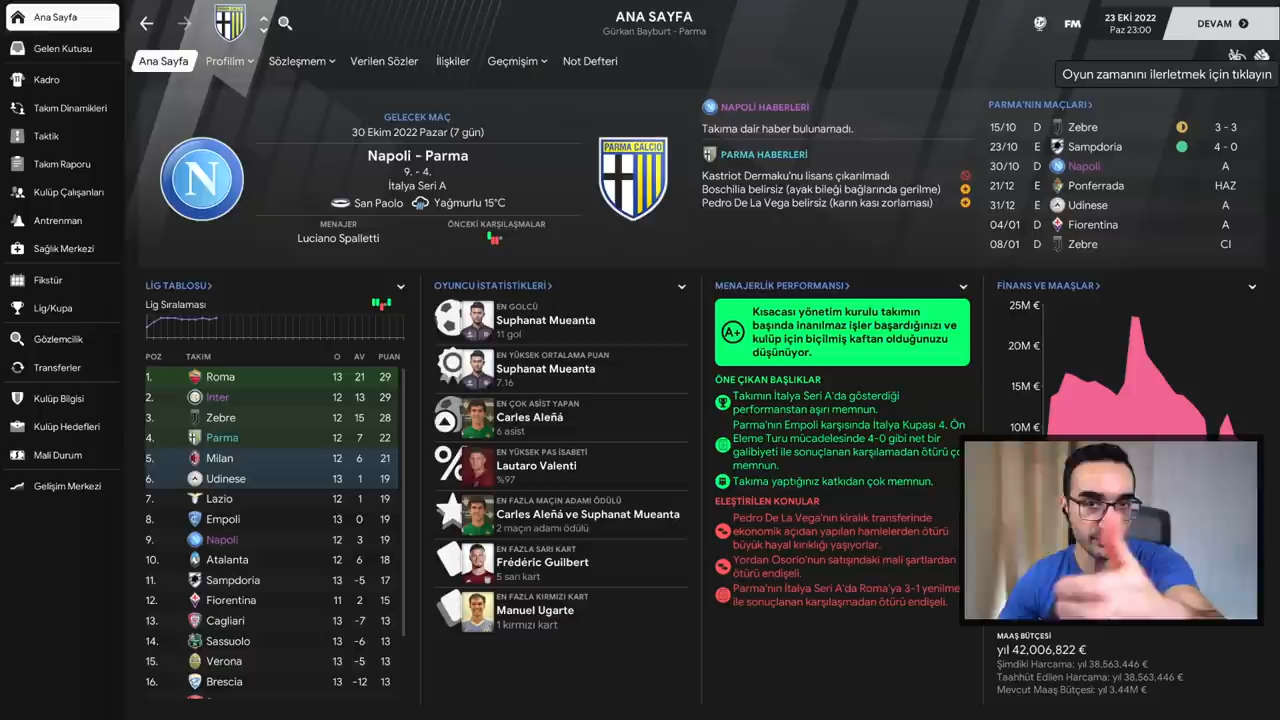 Ana Sayfa
Gelen Kutusu
Kadro
Takım Dinamikleri
Taktik
Takım Raporu
Kulüp Çalışanları
Antrenman
Sağlık Merkezi
Fikstür
Lig/Kupa
Gözlemcilik
Transferler
Kulüp Bilgisi
Kulüp Hedefleri
Mali Durum
Gelişim Merkezi
ANA SAYFA
Gürkan Bayburt - Parma
FM
23 EKİ 2022
Paz 23:00
DEVAM
Oyun zamanını ilerletmek için tıklayın
Ana Sayfa
Profilim
Sözleşmem
Verilen Sözler
İlişkiler
Geçmişim
Not Defteri
GELECEK MAÇ
30 Ekim 2022 Pazar (7 gün)
Napoli - Parma
9. - 4.
İtalya Seri A
San Paolo Yağmurlu 15°C
MENAJER
Luciano Spalletti
ÖNCEKİ KARŞILAŞMALAR
N
PARMA CALCIO
NAPOLİ HABERLERİ
Takıma dair haber bulunamadı.
PARMA HABERLERİ
Kastriot Dermaku'nu lisans çıkarılmadı
Boschilia belirsiz (ayak bileği bağlarında gerilme)
Pedro De La Vega belirsiz (karın kası zorlaması)
PARMA'NIN MAÇLARI
15/10 D Zebre 3 - 3
23/10 E Sampdoria 4 - 0
30/10 D Napoli A
21/12 E Ponferrada HAZ
31/12 E Udinese A
04/01 D Fiorentina A
08/01 D Zebre CI
LİG TABLOSU
Lig Sıralaması
POZ TAKIM O AV PUAN
1. Roma 13 21 29
2. Inter 12 13 29
3. Zebre 12 15 28
4. Parma 12 7 22
5. Milan 12 6 21
6. Udinese 13 1 19
7. Lazio 12 1 19
8. Empoli 13 0 19
9. Napoli 12 3 19
10. Atalanta 12 6 18
11. Sampdoria 13 -5 17
12. Fiorentina 11 2 15
13. Cagliari 13 -7 13
14. Sassuolo 13 -6 13
15. Verona 13 -5 13
16. Brescia 13 -12 13
OYUNCU İSTATİSTİKLERİ
EN GOLCÜ
Suphanat Mueanta
11 gol
EN YÜKSEK ORTALAMA PUAN
Suphanat Mueanta
7.16
EN ÇOK ASİST YAPAN
Carles Aleñá
6 asist
EN YÜKSEK PAS İSABETİ
Lautaro Valenti
%97
EN FAZLA MAÇIN ADAMI ÖDÜLÜ
Carles Aleñá ve Suphanat Mueanta
2 maçın adamı ödülü
EN FAZLA SARI KART
Frédéric Guilbert
5 sarı kart
EN FAZLA KIRMIZI KART
Manuel Ugarte
1 kırmızı kart
MENAJERLİK PERFORMANSI
A+
Kısacası yönetim kurulu takımın
başında inanılmaz işler başardığınızı ve
kulüp için biçilmiş kaftan olduğunuzu
düşünüyor.
ÖNE ÇIKAN BAŞLIKLAR
Takımın İtalya Seri A'da gösterdiği
performanstan aşırı memnun.
Parma'nın Empoli karşısında İtalya Kupası 4. Ön
Eleme Turu mücadelesinde 4-0 gibi net bir
galibiyeti ile sonuçlanan karşılamadan ötürü ço
memnun.
Takıma yaptığınız katkıdan çok memnun.
ELEŞTİRİLEN KONULAR
Pedro De La Vega'nın kiralık transferinde
ekonomik açıdan yapılan hamlelerden ötürü
büyük hayal kırıklığı yaşıyorlar.
Yordan Osorio'nun satışındaki mali şartlardan
ötürü endişeli.
Parma'nın İtalya Seri A'da Roma'ya 3-1 yenilme
ile sonuçlanan karşılaşmadan ötürü endişeli.
FİNANS VE MAAŞLAR
25M €
20M €
15M €
10M €
MAAŞ BÜTÇESİ
yıl 42,006,822 €
Şimdiki Harcama: yıl 38,563,446 €
Taahhüt Edilen Harcama: yıl 38,563,446 €
Mevcut Maaş Bütçesi: yıl 3.44M €